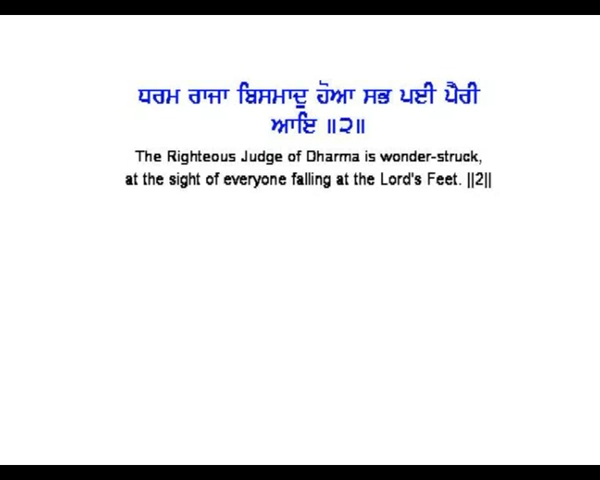 ਧਰਮ ਰਾਜਾ ਬਿਸਮਾਦੁ ਹੋਆ ਸਭ ਪਈ ਪੈਰੀ
ਆਇ ॥੨॥
The Righteous Judge of Dharma is wonder-struck,
at the sight of everyone falling at the Lord's Feet. ||2||